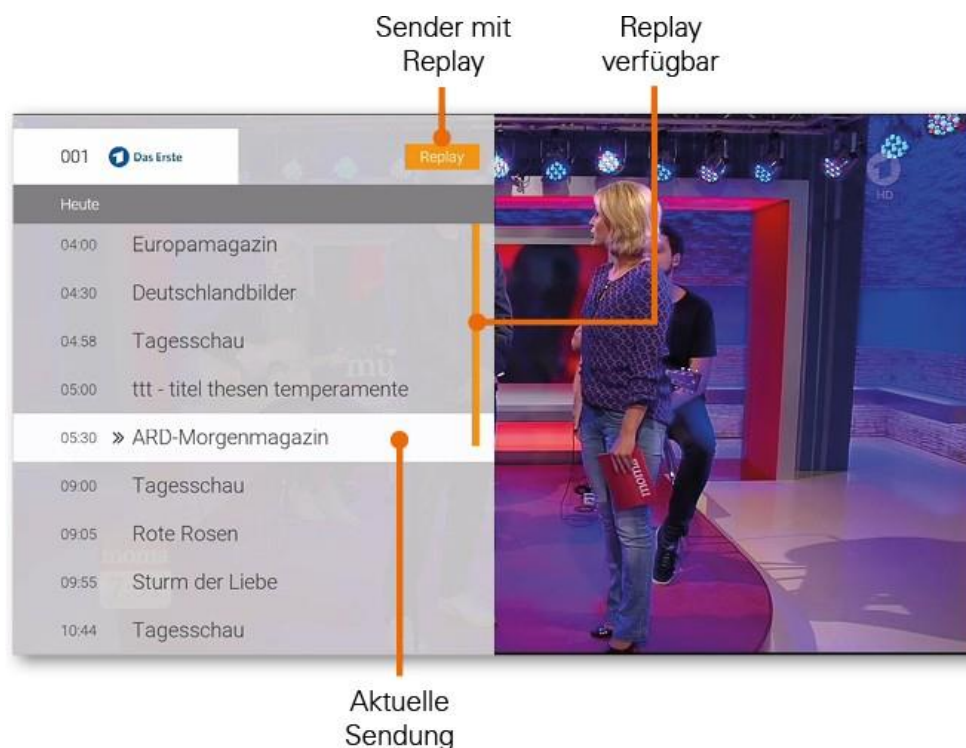 Sender mit
Replay
Replay
verfügbar
001 Das Erste Replay
HD
Heute
04:00 Europamagazin
04:30 Deutschlandbilder
04:58 Tagesschau
05:00 ttt - titel thesen temperamente
05:30 » ARD-Morgenmagazin
09:00 Tagesschau
09:05 Rote Rosen
09:55 Sturm der Liebe
10:44 Tagesschau
moma
Aktuelle
Sendung